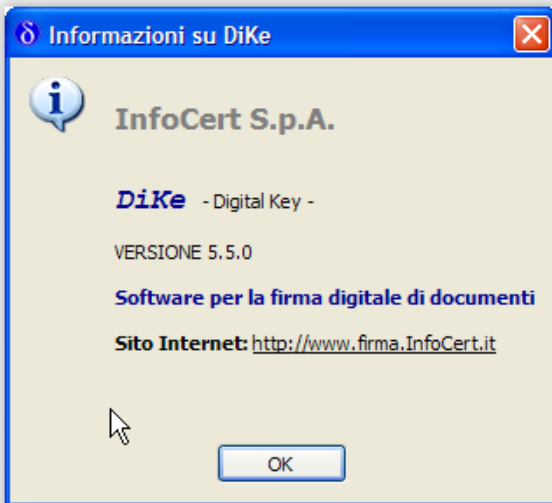 δ Informazioni su DiKe
InfoCert S.p.A.
DiKe - Digital Key -
VERSIONE 5.5.0
Software per la firma digitale di documenti
Sito Internet: http://www.firma.InfoCert.it
OK